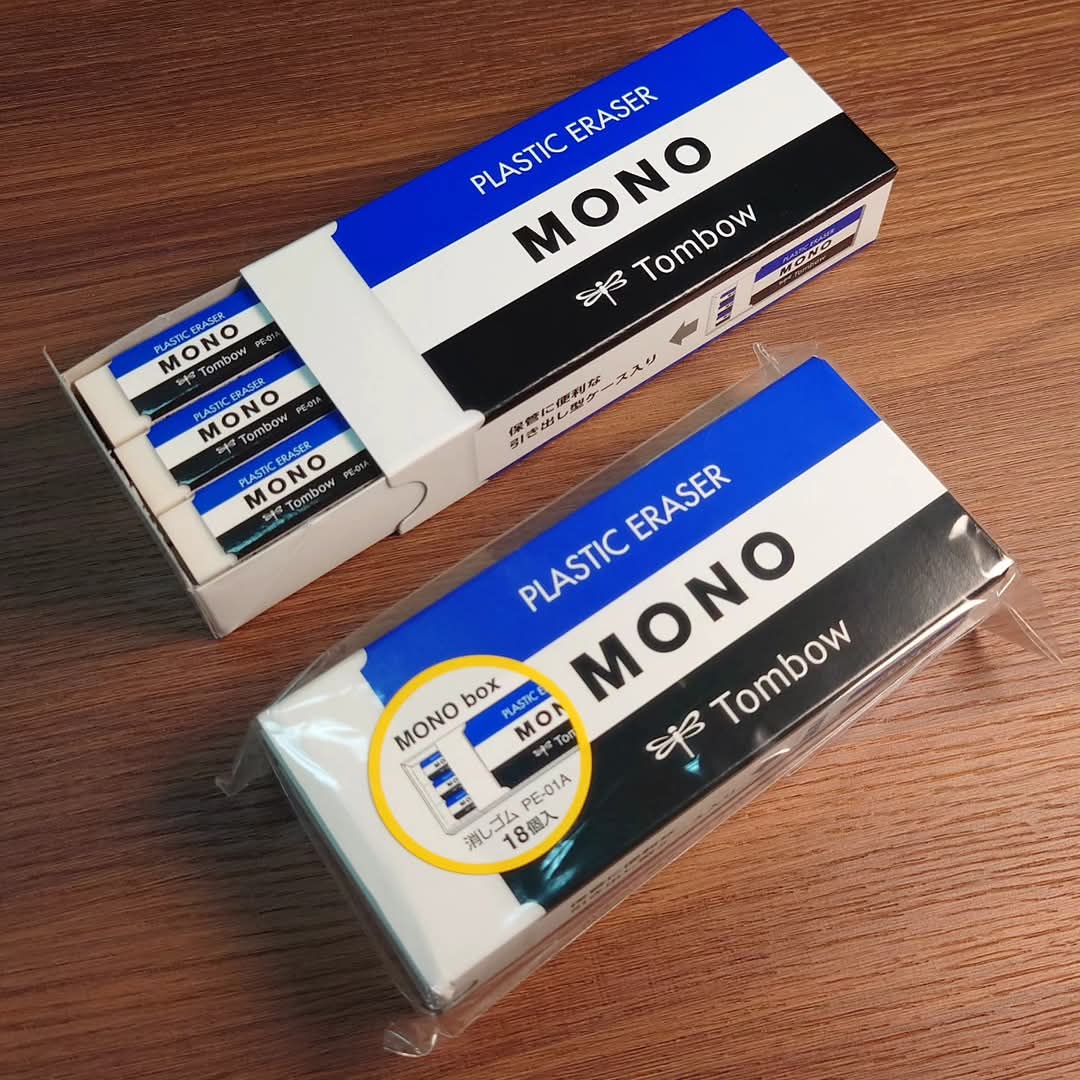 PLASTIC ERASER
MONO
Tombow
PLASTIC ERASER
MONO
Tombow
保管に便利な
引き出し型ケース入り
PLASTIC ERASER
MONO
Tombow PE-01A
PLASTIC ERASER
MONO
Tombow PE-01A
PLASTIC ERASER
MONO
Tombow PE-01A
PLASTIC ERASER
MONO
Tombow
MONO box
PLASTIC E
MON
Tom
消しゴム PE-01A
18個入